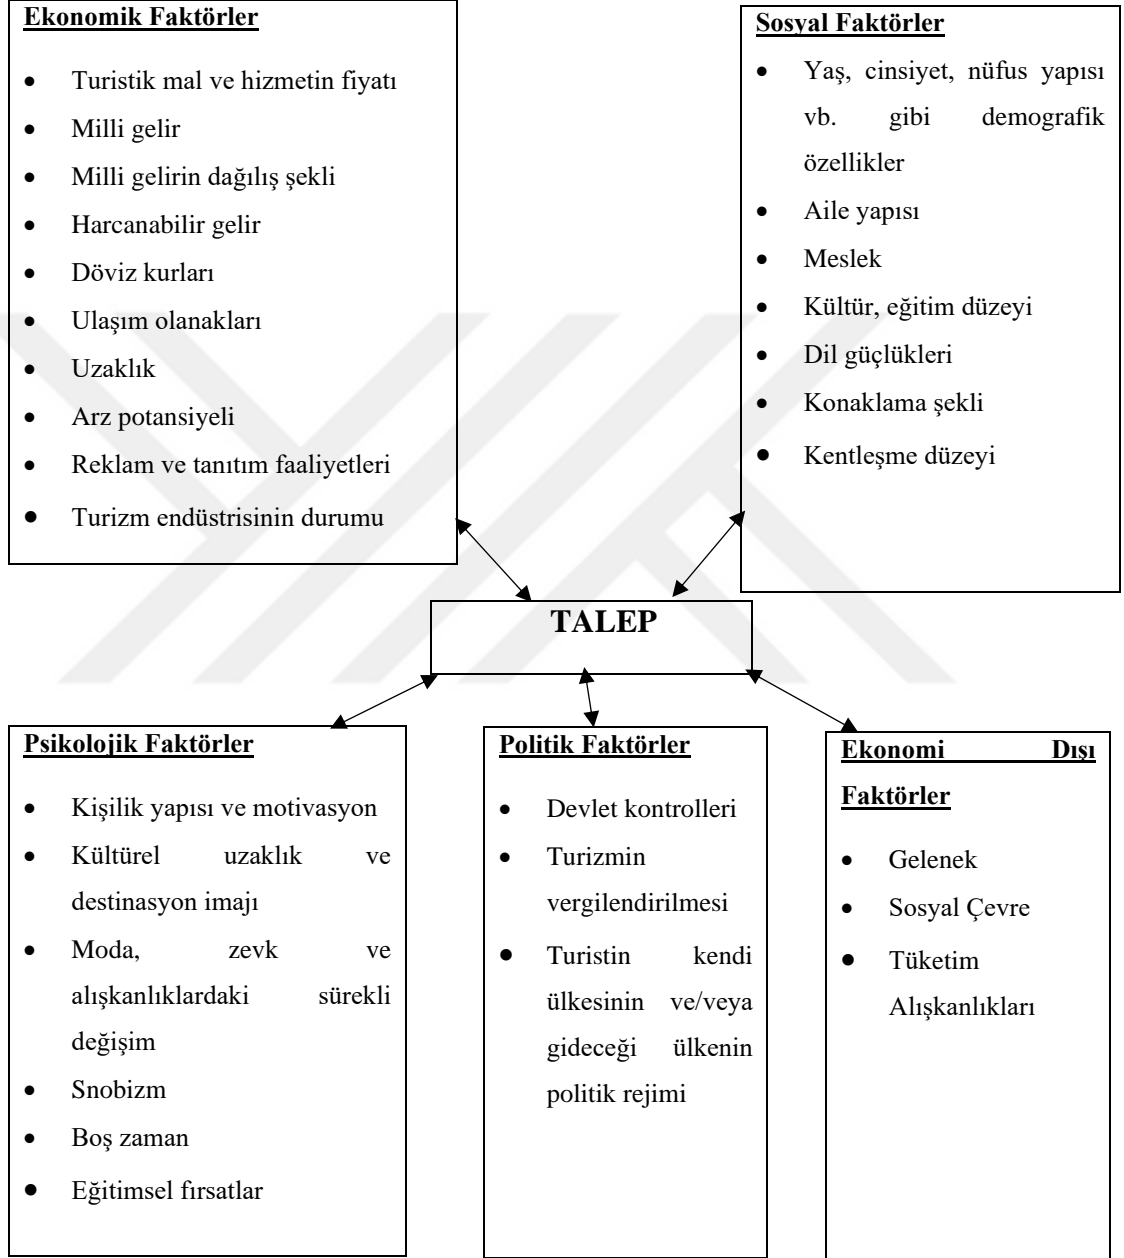 Ekonomik Faktörler
• Turistik mal ve hizmetin fiyatı
• Milli gelir
• Milli gelirin dağılış şekli
• Harcanabilir gelir
• Döviz kurları
• Ulaşım olanakları
• Uzaklık
• Arz potansiyeli
• Reklam ve tanıtım faaliyetleri
• Turizm endüstrisinin durumu
Sosyal Faktörler
• Yaş, cinsiyet, nüfus yapısı
vb. gibi demografik
özellikler
• Aile yapısı
• Meslek
• Kültür, eğitim düzeyi
• Dil güçlükleri
• Konaklama şekli
• Kentleşme düzeyi
TALEP
Psikolojik Faktörler
• Kişilik yapısı ve motivasyon
• Kültürel uzaklık ve
destinasyon imajı
• Moda, zevk ve
alışkanlıklardaki sürekli
değişim
• Snobizm
• Boş zaman
• Eğitimsel fırsatlar
Politik Faktörler
• Devlet kontrolleri
• Turizmin
vergilendirilmesi
• Turistin kendi
ülkesinin ve/veya
gideceği ülkenin
politik rejimi
Ekonomi Dışı
Faktörler
• Gelenek
• Sosyal Çevre
• Tüketim
Alışkanlıkları